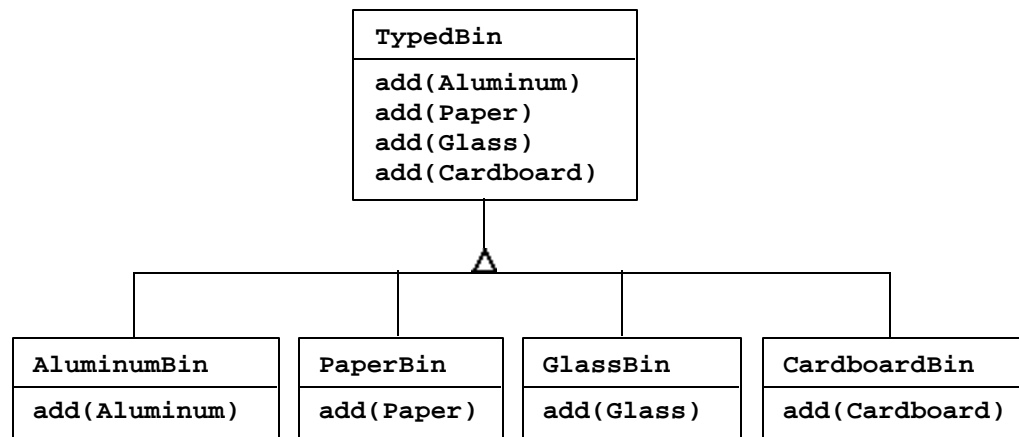 TypedBin
add(Aluminum)
add(Paper)
add(Glass)
add(Cardboard)
AluminumBin
add(Aluminum)
PaperBin
add(Paper)
GlassBin
add(Glass)
CardboardBin
add(Cardboard)